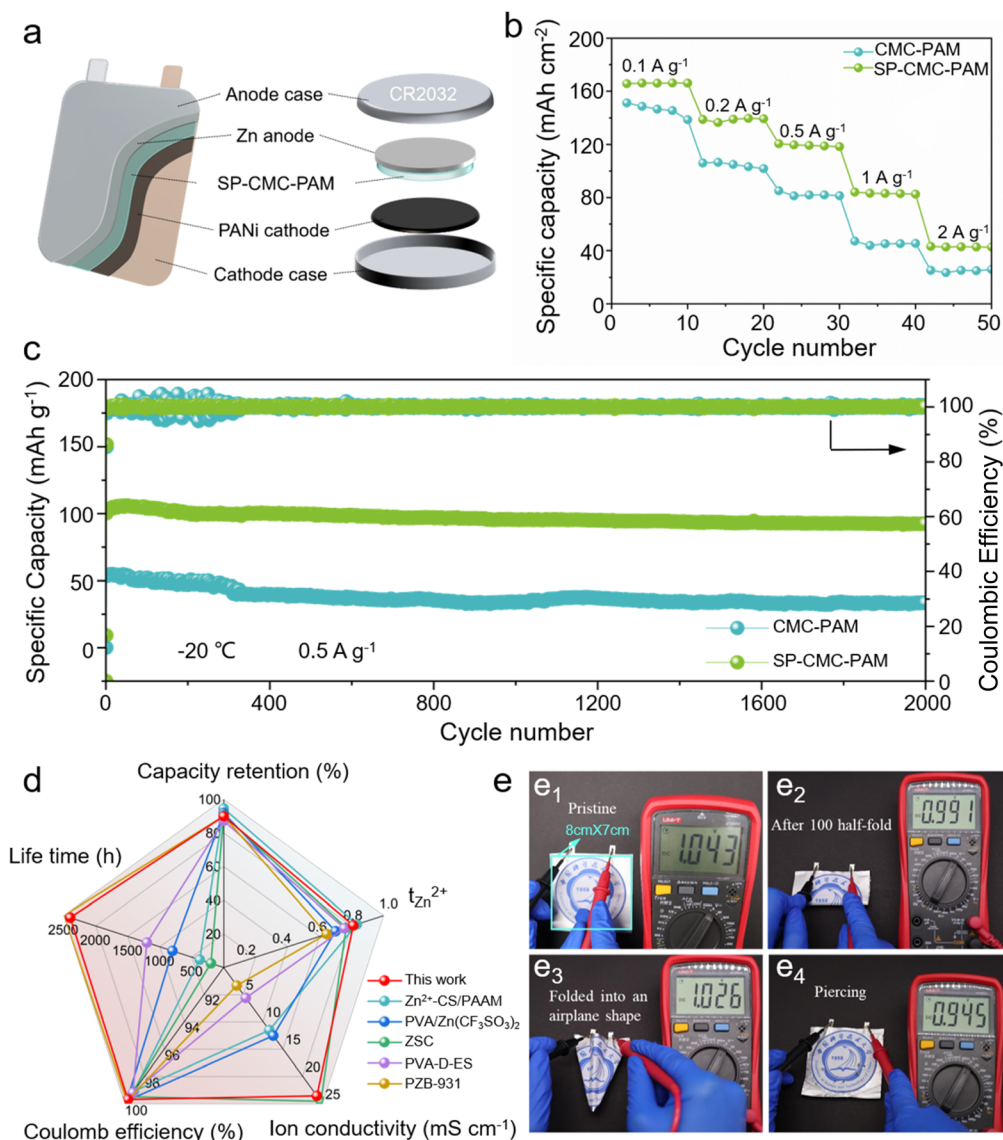 a
Anode case
Zn anode
SP-CMC-PAM
PANi cathode
Cathode case
CR2032
b
Specific capacity (mAh cm⁻²)
200
160
120
80
40
0
CMC-PAM
SP-CMC-PAM
0.1 A g⁻¹
0.2 A g⁻¹
0.5 A g⁻¹
1 A g⁻¹
2 A g⁻¹
0 10 20 30 40 50
Cycle number
c
Specific Capacity (mAh g⁻¹)
200
150
100
50
0
Coulombic Efficiency (%)
100
80
60
40
20
0
-20 ℃ 0.5 A g⁻¹
CMC-PAM
SP-CMC-PAM
0 400 800 1200 1600 2000
Cycle number
d
Capacity retention (%)
100
80
60
40
20
Life time (h)
2500 2000 1500 1000 500
t_Zn²⁺
0.2 0.4 0.6 0.8 1.0
92
94
96
98
100
Coulomb efficiency (%)
5
10
15
20
25
Ion conductivity (mS cm⁻¹)
This work
Zn²⁺-CS/PAAM
PVA/Zn(CF₃SO₃)₂
ZSC
PVA-D-ES
PZB-931
e
e₁
Pristine
8cmX7cm
UNI-T
1.043
1958
e₂
After 100 half-fold
0.991
e₃
Folded into an
airplane shape
1.026
e₄
Piercing
0.945